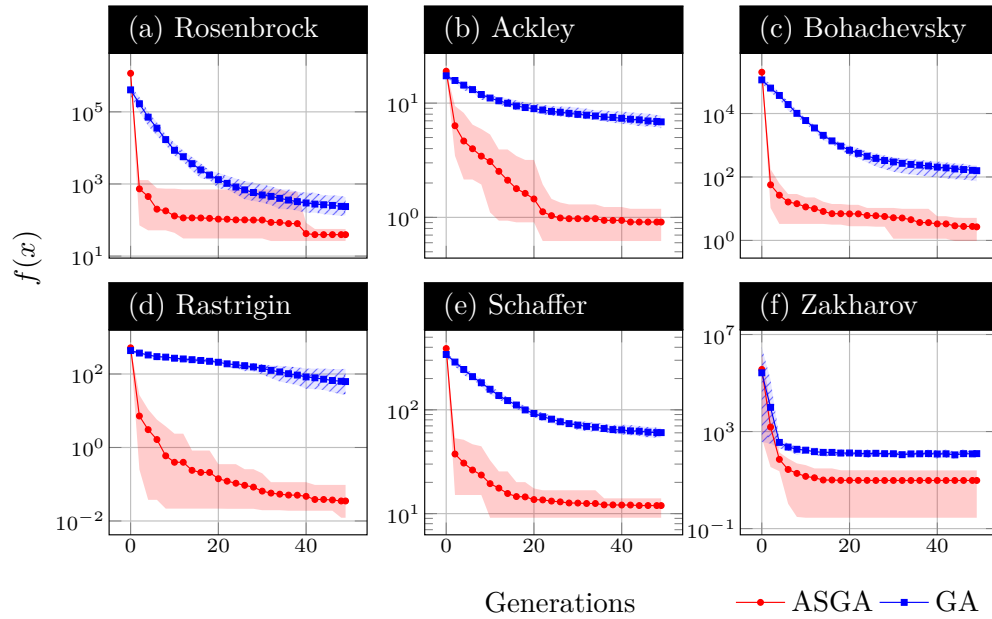 (a) Rosenbrock
(b) Ackley
(c) Bohachevsky
10^5
10^3
10^1
10^1
10^0
10^4
10^2
10^0
f(x)
(d) Rastrigin
(e) Schaffer
(f) Zakharov
10^2
10^0
10^−2
0 20 40
10^2
10^1
0 20 40
10^7
10^3
10^−1
0 20 40
Generations
ASGA GA